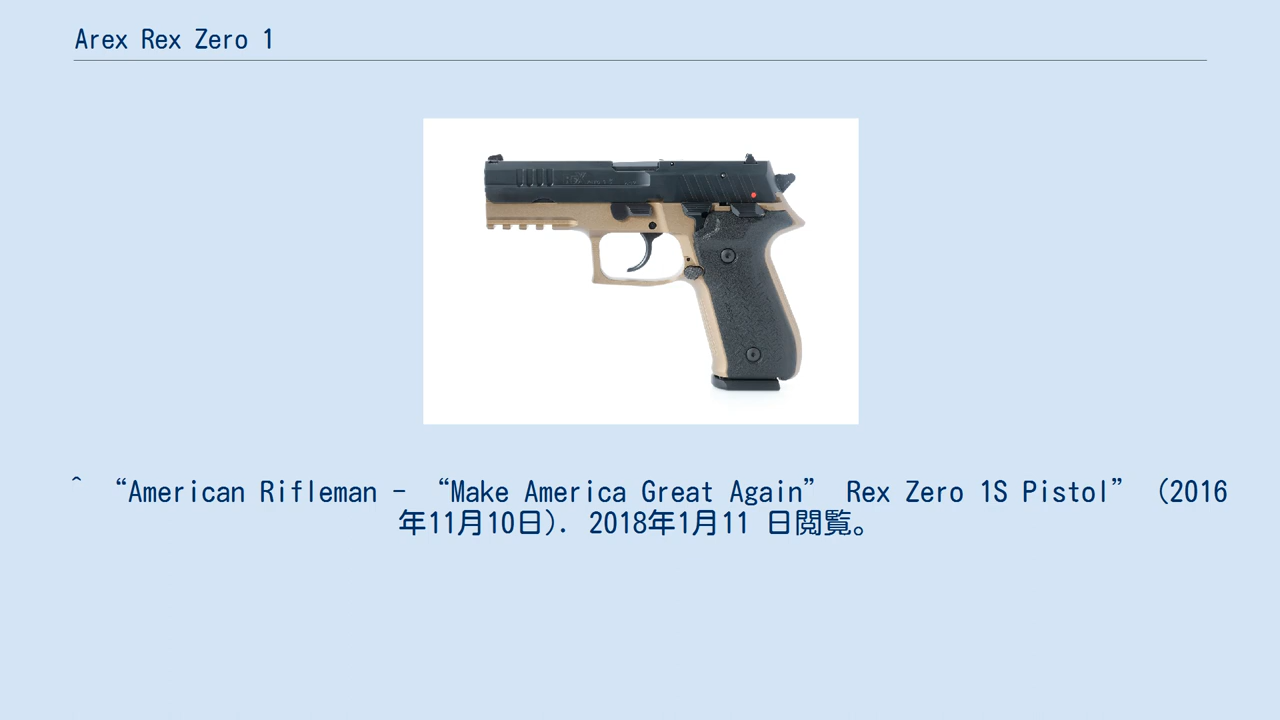 Arex Rex Zero 1
^ “American Rifleman - “Make America Great Again” Rex Zero 1S Pistol” (2016
年11月10日). 2018年1月11 日閲覧。